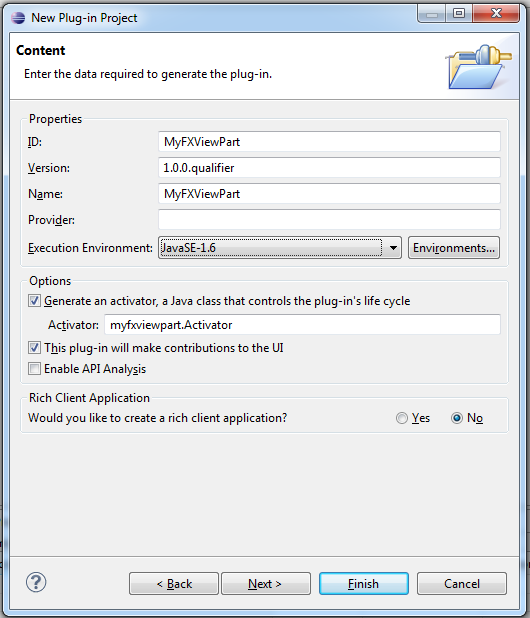 New Plug-in Project
Content
Enter the data required to generate the plug-in.
Properties
ID: MyFXViewPart
Version: 1.0.0.qualifier
Name: MyFXViewPart
Provider:
Execution Environment: JavaSE-1.6 Environments...
Options
Generate an activator, a Java class that controls the plug-in's life cycle
Activator: myfxviewpart.Activator
This plug-in will make contributions to the UI
Enable API Analysis
Rich Client Application
Would you like to create a rich client application? Yes No
? < Back Next > Finish Cancel